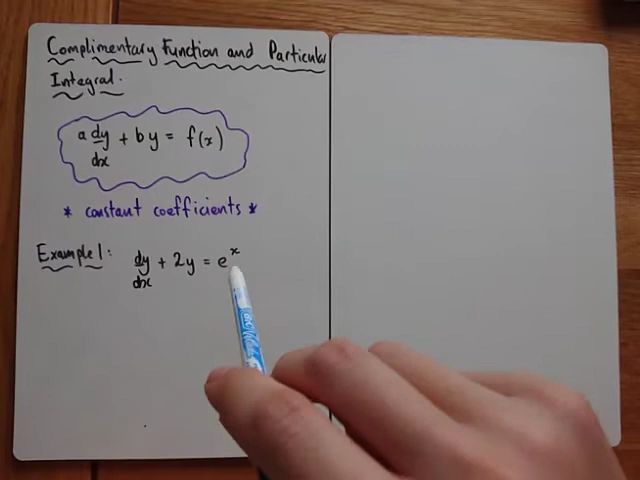 Complimentary Function and Particular
Integral.
a dy/dx + by = f(x)
* constant coefficients *
Example 1: dy/dx + 2y = e^x